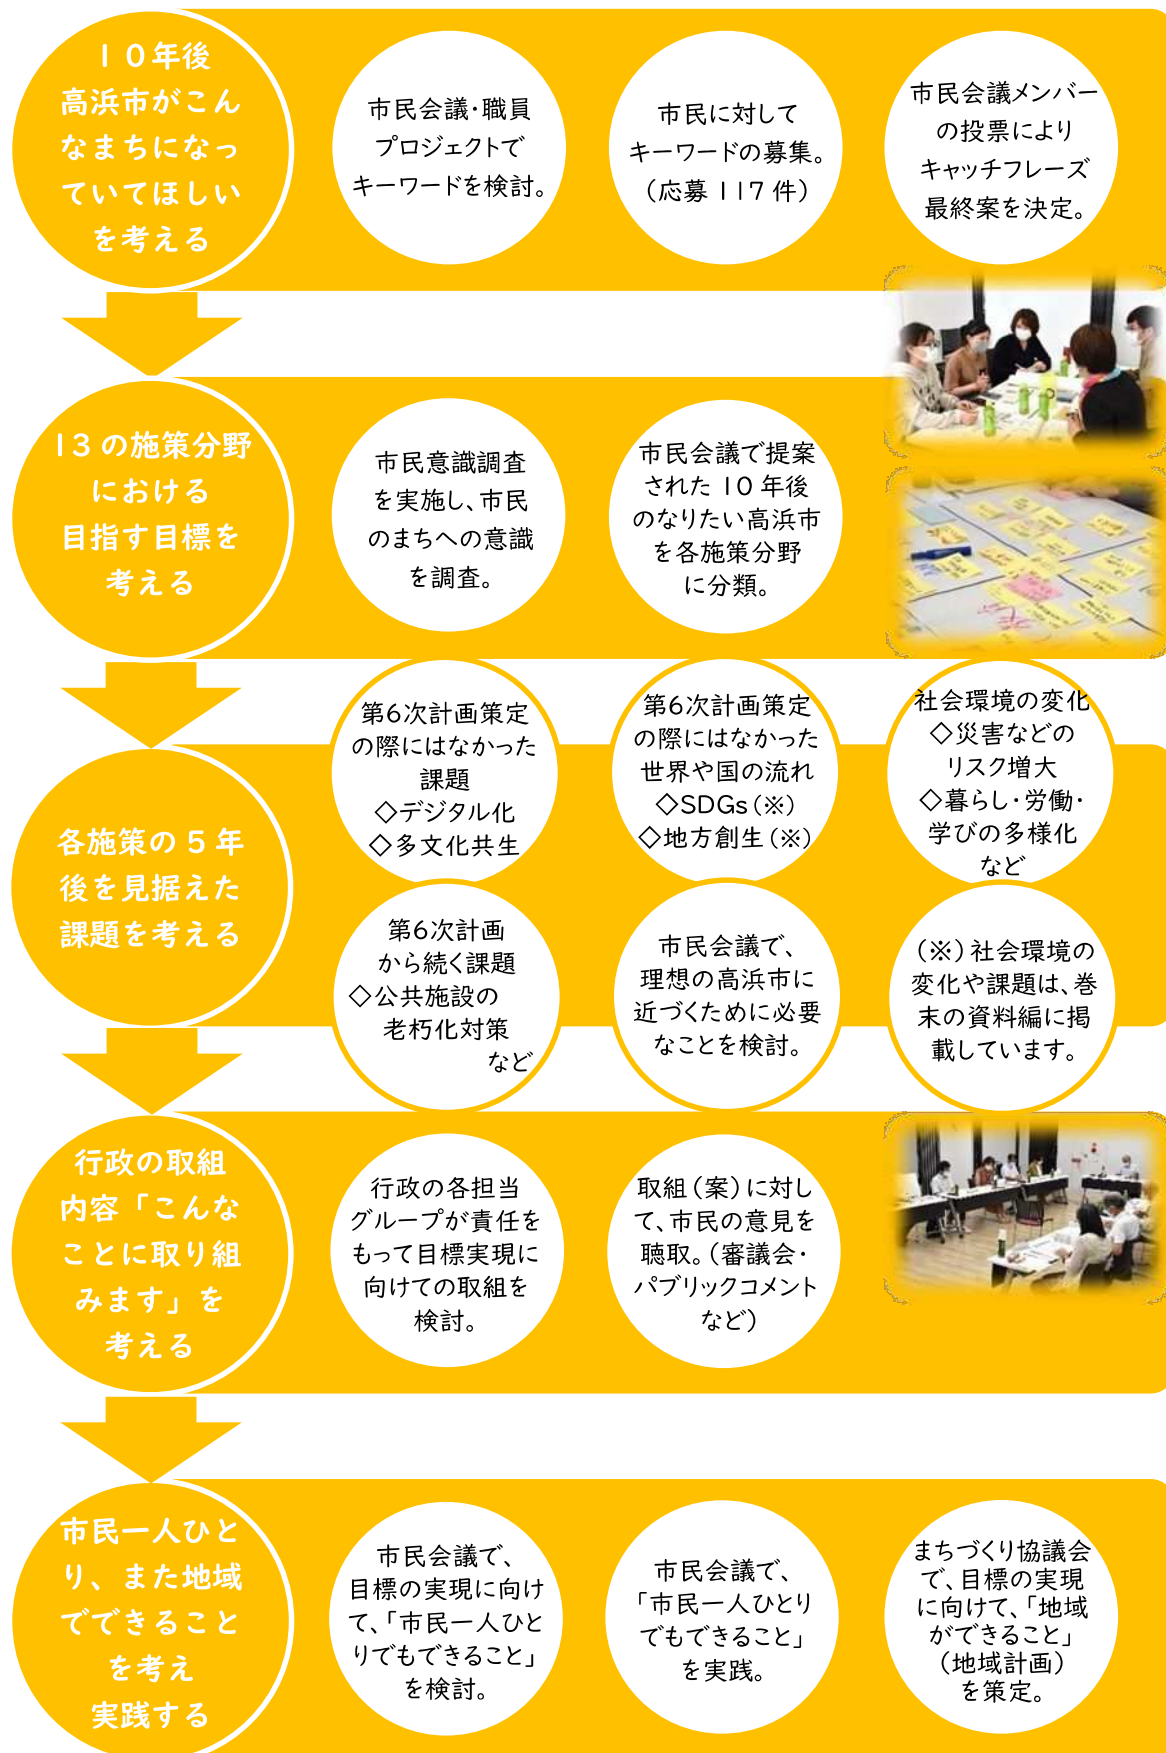 10年後
高浜市がこん
なまちになっ
ていてほしい
を考える
市民会議・職員
プロジェクトで
キーワードを検討。
市民に対して
キーワードの募集。
（応募117件）
市民会議メンバー
の投票により
キャッチフレーズ
最終案を決定。
13の施策分野
における
目指す目標を
考える
市民意識調査
を実施し、市民
のまちへの意識
を調査。
市民会議で提案
された10年後
のなりたい高浜市
を各施策分野
に分類。
各施策の5年
後を見据えた
課題を考える
第6次計画策定
の際にはなかった
課題
◇デジタル化
◇多文化共生
第6次計画策定
の際にはなかった
世界や国の流れ
◇SDGs（※）
◇地方創生（※）
社会環境の変化
◇災害などの
リスク増大
◇暮らし・労働・
学びの多様化
など
第6次計画
から続く課題
◇公共施設の
老朽化対策
など
市民会議で、
理想の高浜市に
近づくために必要
なことを検討。
（※）社会環境の
変化や課題は、巻
末の資料編に掲
載しています。
行政の取組
内容「こんな
ことに取り組
みます」を
考える
行政の各担当
グループが責任を
もって目標実現に
向けての取組を
検討。
取組（案）に対し
て、市民の意見を
聴取。（審議会・
パブリックコメント
など）
市民一人ひと
り、また地域
でできること
を考え
実践する
市民会議で、
目標の実現に向け
て、「市民一人ひと
りでもできること」
を検討。
市民会議で、
「市民一人ひとり
でもできること」
を実践。
まちづくり協議会
で、目標の実現
に向けて、「地域
ができること」
（地域計画）
を策定。